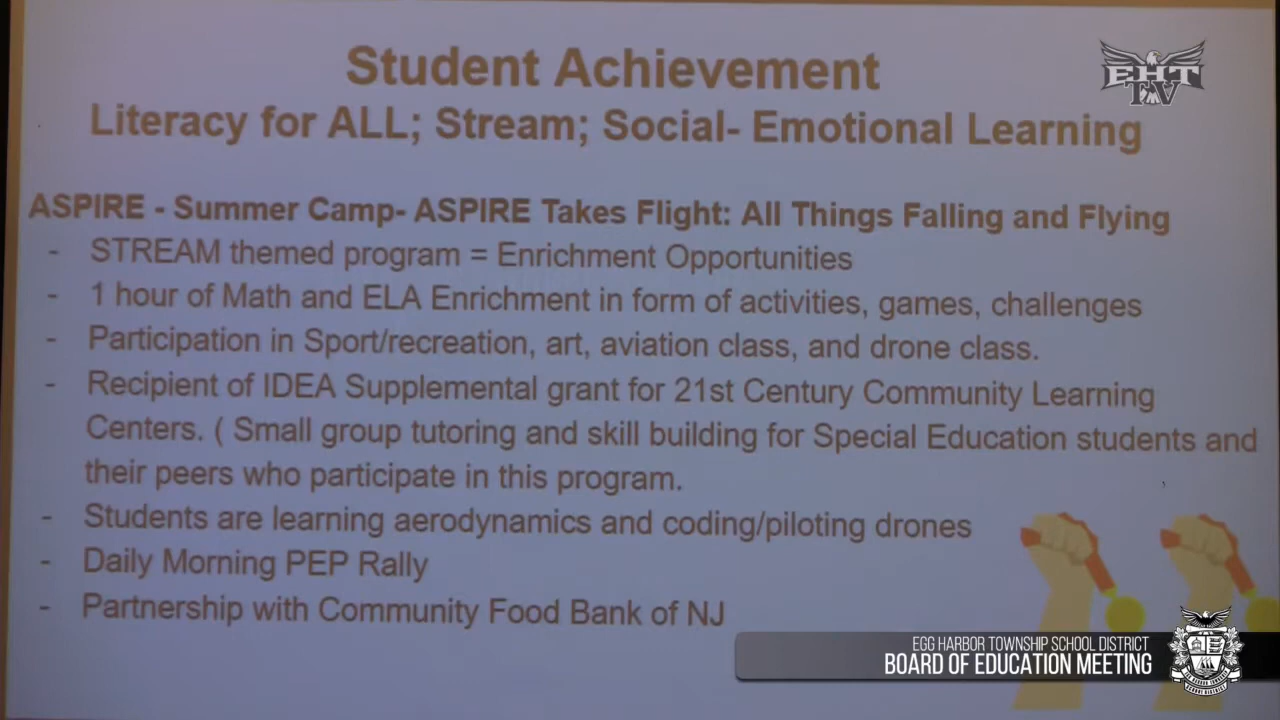 Student Achievement
EHT
TV
Literacy for ALL; Stream; Social- Emotional Learning
ASPIRE - Summer Camp- ASPIRE Takes Flight: All Things Falling and Flying
- STREAM themed program = Enrichment Opportunities
- 1 hour of Math and ELA Enrichment in form of activities, games, challenges
- Participation in Sport/recreation, art, aviation class, and drone class.
- Recipient of IDEA Supplemental grant for 21st Century Community Learning
Centers. ( Small group tutoring and skill building for Special Education students and
their peers who participate in this program.
- Students are learning aerodynamics and coding/piloting drones
- Daily Morning PEP Rally
- Partnership with Community Food Bank of NJ
EGG HARBOR TOWNSHIP SCHOOL DISTRICT
BOARD OF EDUCATION MEETING